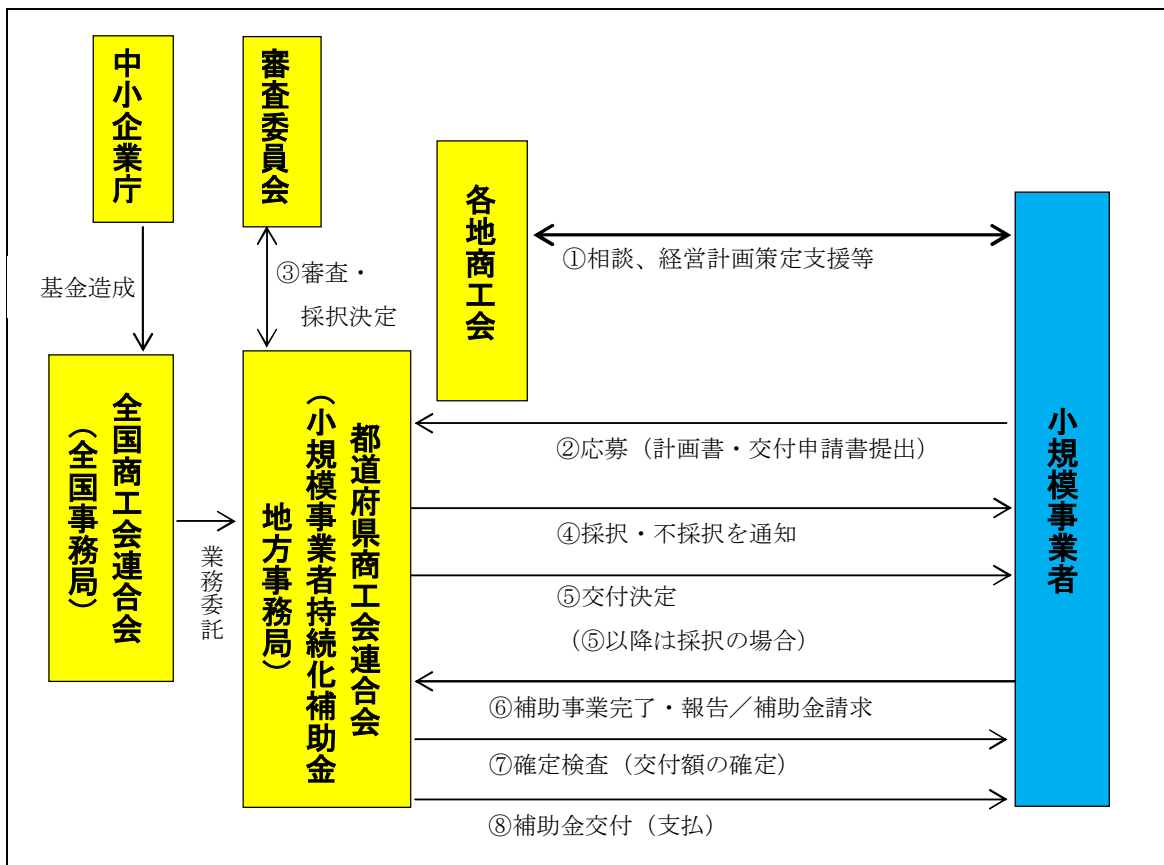 中小企業庁
審査委員会
各地商工会
①相談、経営計画策定支援等
基金造成
③審査・
採択決定
全国商工会連合会
（全国事務局）
業務委託
都道府県商工会連合会
（小規模事業者持続化補助金
地方事務局）
小規模事業者
②応募（計画書・交付申請書提出）
④採択・不採択を通知
⑤交付決定
（⑤以降は採択の場合）
⑥補助事業完了・報告／補助金請求
⑦確定検査（交付額の確定）
⑧補助金交付（支払）